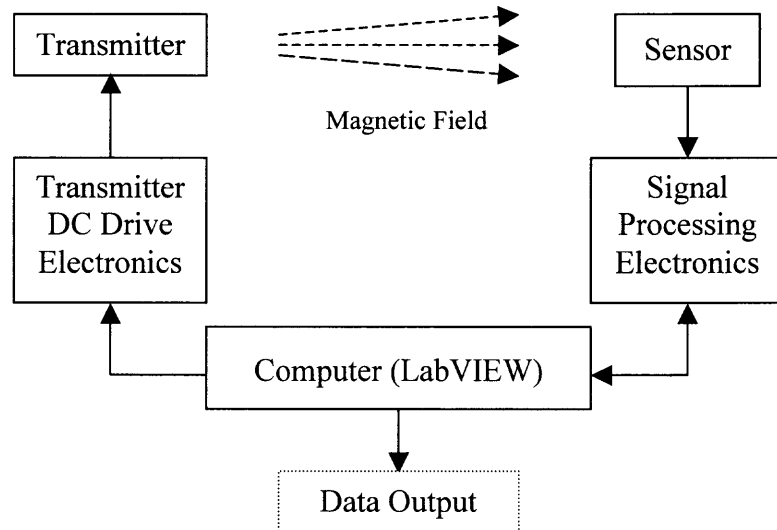 Transmitter
Sensor
Magnetic Field
Transmitter
DC Drive
Electronics
Signal
Processing
Electronics
Computer (LabVIEW)
Data Output